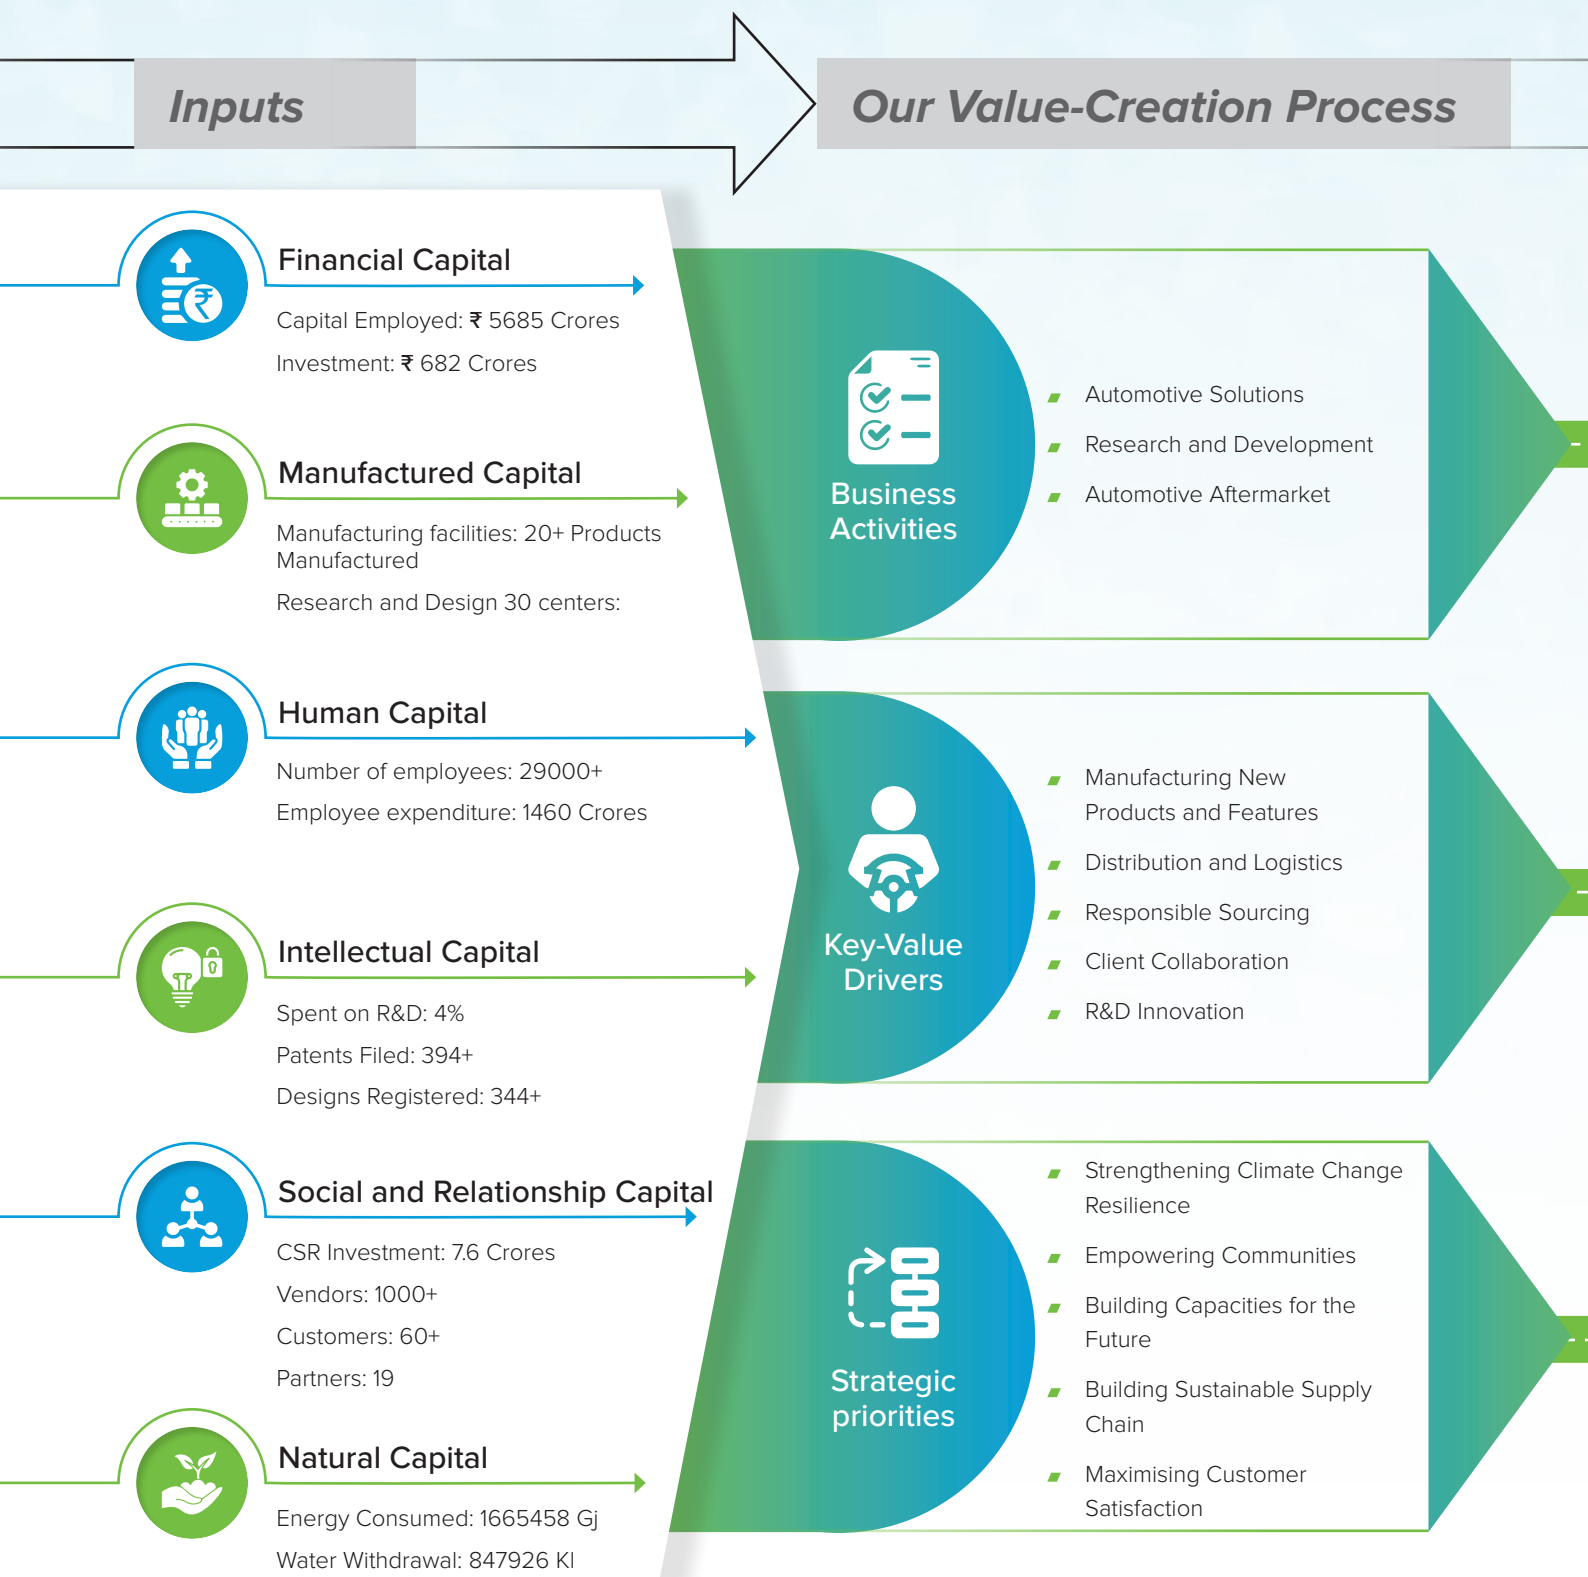 Inputs
Our Value-Creation Process
Financial Capital
Capital Employed: ₹ 5685 Crores
Investment: ₹ 682 Crores
Manufactured Capital
Manufacturing facilities: 20+ Products
Manufactured
Research and Design 30 centers:
Human Capital
Number of employees: 29000+
Employee expenditure: 1460 Crores
Intellectual Capital
Spent on R&D: 4%
Patents Filed: 394+
Designs Registered: 344+
Social and Relationship Capital
CSR Investment: 7.6 Crores
Vendors: 1000+
Customers: 60+
Partners: 19
Natural Capital
Energy Consumed: 1665458 Gj
Water Withdrawal: 847926 Kl
Business
Activities
Automotive Solutions
Research and Development
Automotive Aftermarket
Key-Value
Drivers
Manufacturing New
Products and Features
Distribution and Logistics
Responsible Sourcing
Client Collaboration
R&D Innovation
Strategic
priorities
Strengthening Climate Change
Resilience
Empowering Communities
Building Capacities for the
Future
Building Sustainable Supply
Chain
Maximising Customer
Satisfaction